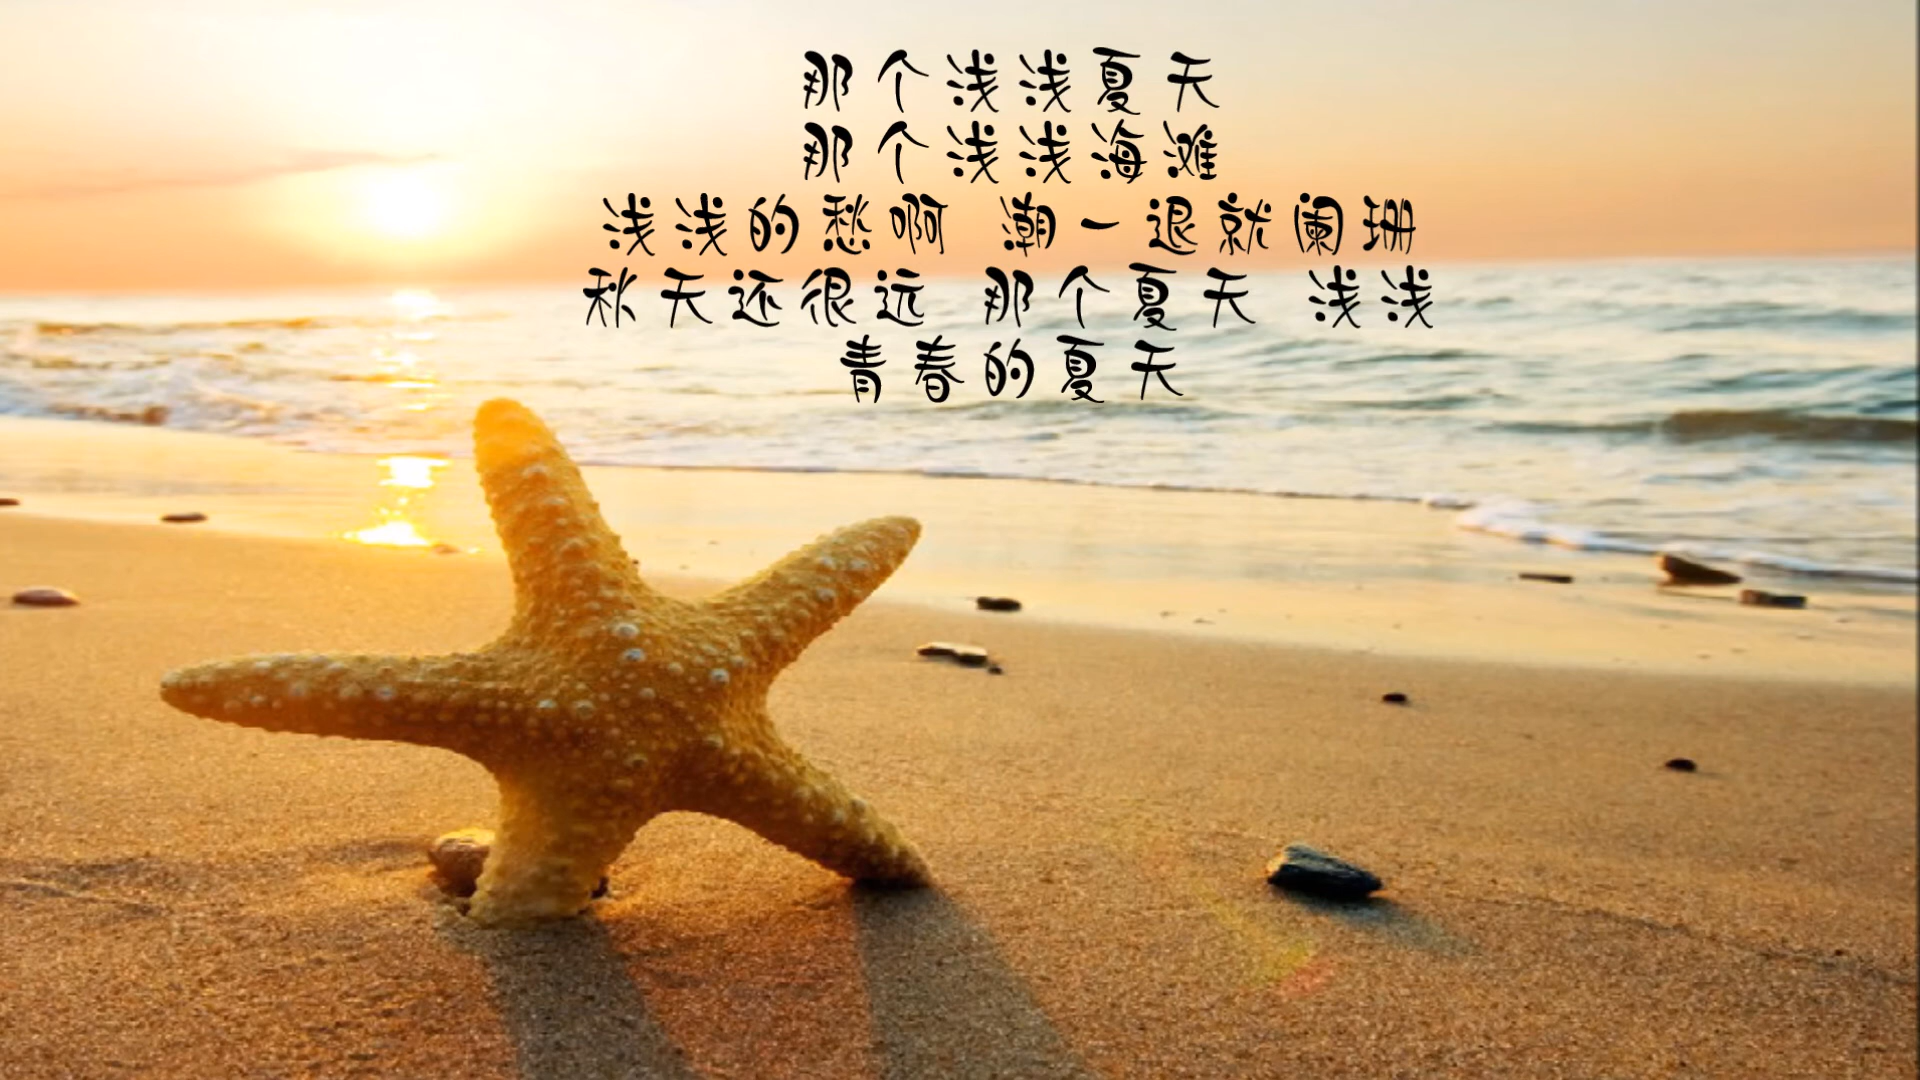 那个浅浅夏天
那个浅浅海滩
浅浅的愁啊 潮一退就阑珊
秋天还很远 那个夏天 浅浅
青春的夏天